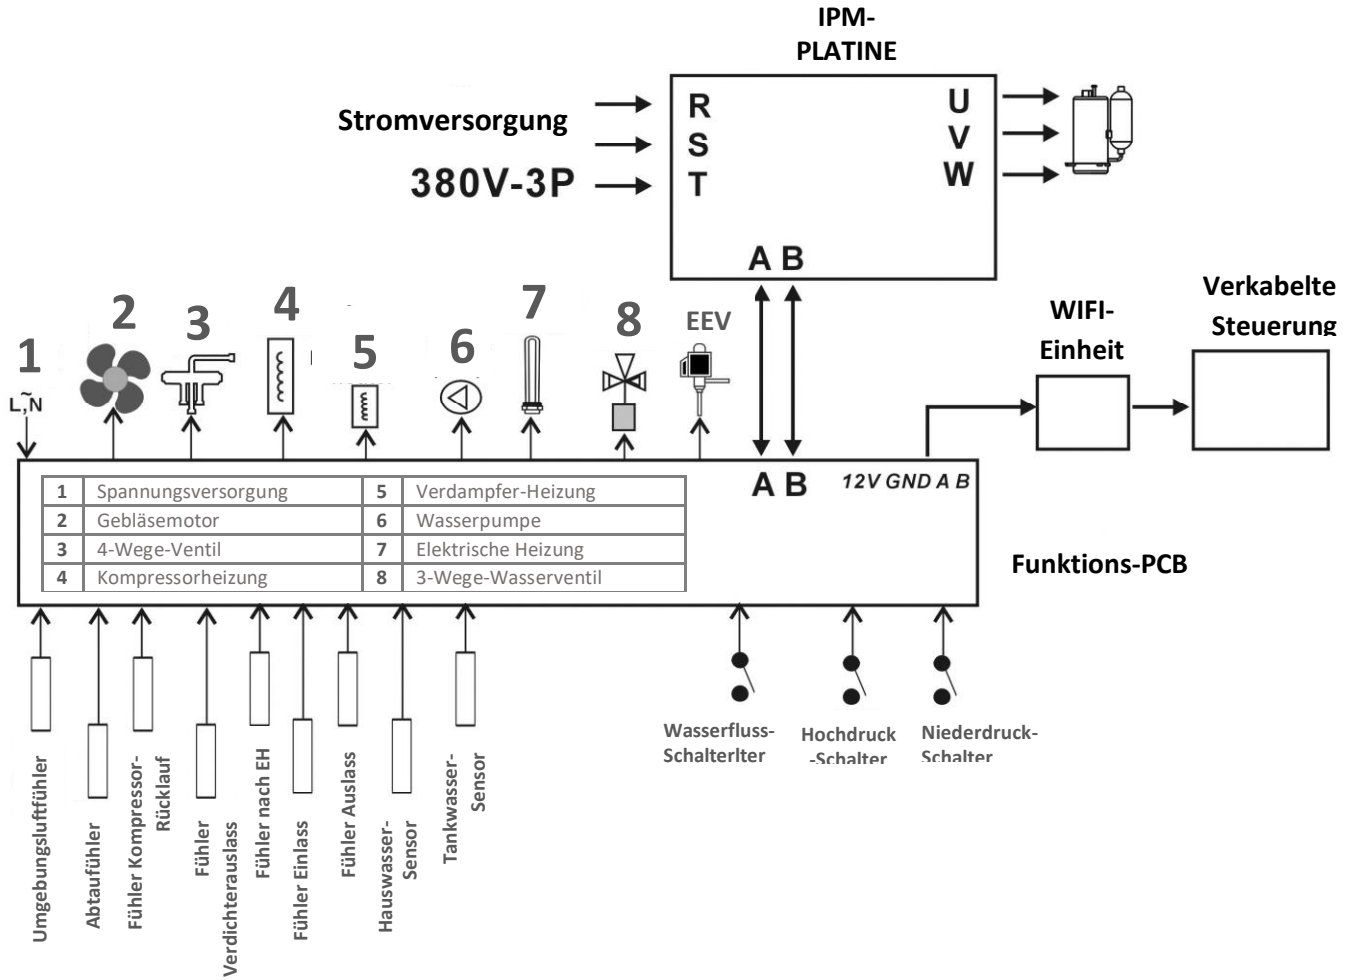 IPM-
PLATINE
Stromversorgung
380V-3P
R
S
T
U
V
W
A B
1
2
3
4
5
6
7
8
EEV
L,Ñ
WIFI-
Einheit
Verkabelte
Steuerung
A B
12V GND A B
1 Spannungsversorgung 5 Verdampfer-Heizung
2 Gebläsemotor 6 Wasserpumpe
3 4-Wege-Ventil 7 Elektrische Heizung
4 Kompressorheizung 8 3-Wege-Wasserventil
Funktions-PCB
Umgebungsluftfühler
Abtaufühler
Fühler Kompressor-
Rücklauf
Fühler
Verdichterauslass
Fühler nach EH
Fühler Einlass
Fühler Auslass
Hauswasser-
Sensor
Tankwasser-
Sensor
Wasserfluss-
Schalterlter
Hochdruck
-Schalter
Niederdruck-
Schalter